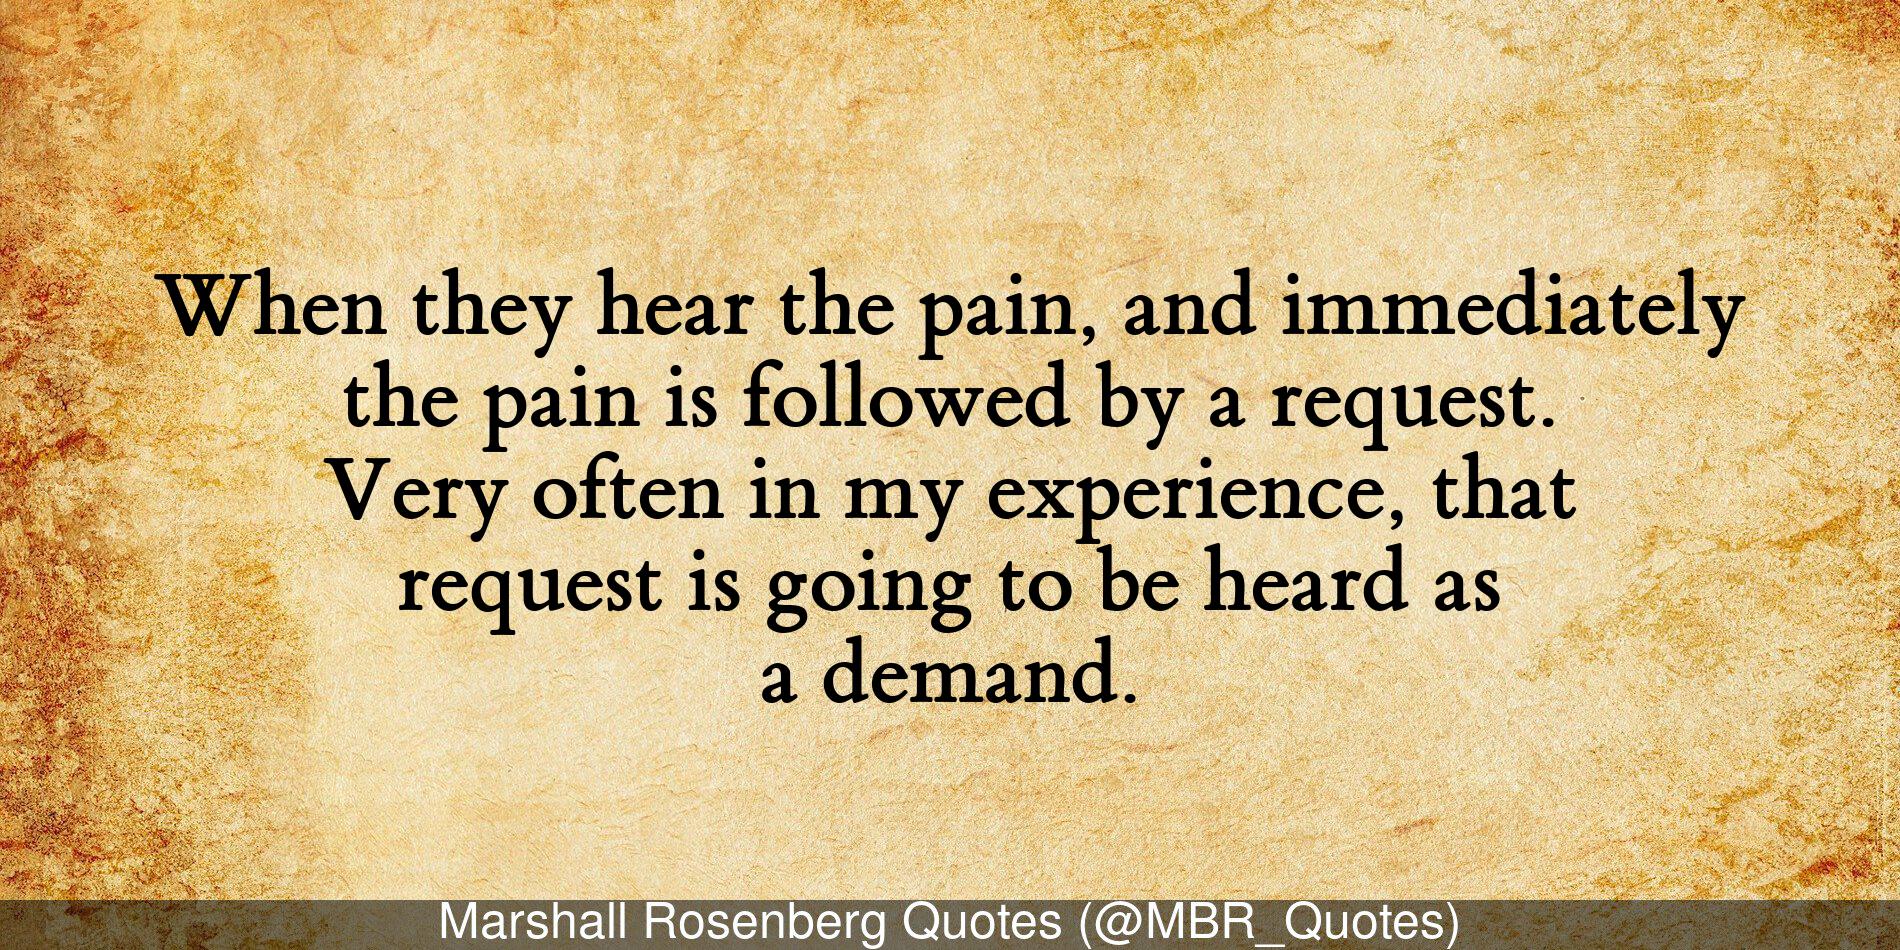 When they hear the pain, and immediately
the pain is followed by a request.
Very often in my experience, that
request is going to be heard as
a demand.
Marshall Rosenberg Quotes (@MBR_Quotes)